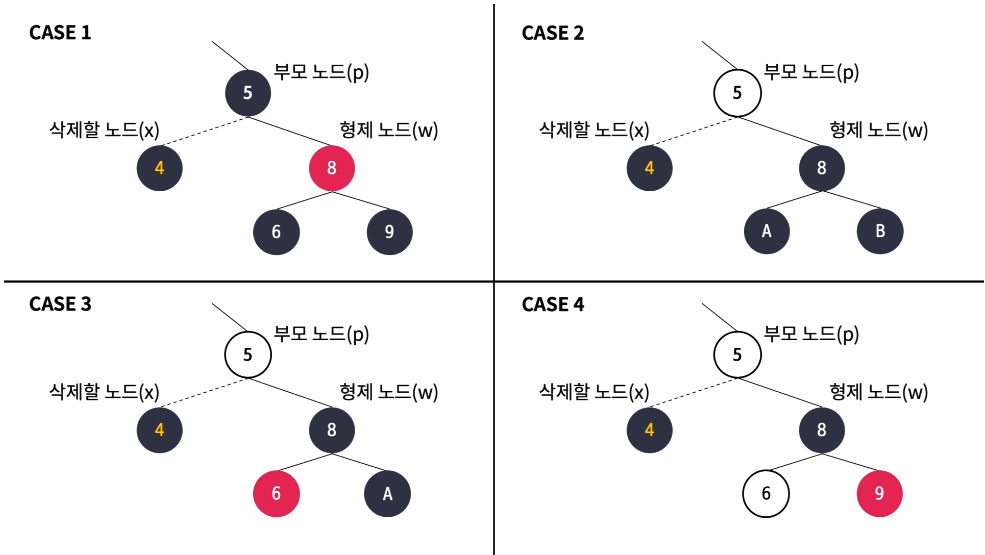 CASE 1
부모 노드(p)
5
삭제할 노드(x)
형제 노드(w)
4
8
6
9
CASE 2
부모 노드(p)
5
삭제할 노드(x)
형제 노드(w)
4
8
A
B
CASE 3
부모 노드(p)
5
삭제할 노드(x)
형제 노드(w)
4
8
6
A
CASE 4
부모 노드(p)
5
삭제할 노드(x)
형제 노드(w)
4
8
6
9